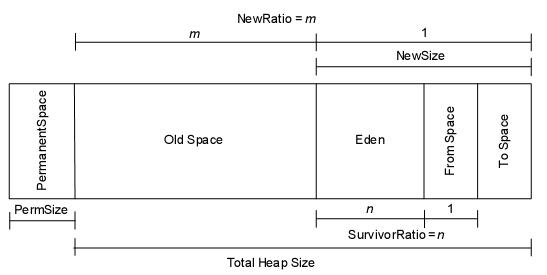 NewRatio = m
m
1
NewSize
PermanentSpace
Old Space
Eden
From Space
To Space
PermSize
n
1
SurvivorRatio = n
Total Heap Size